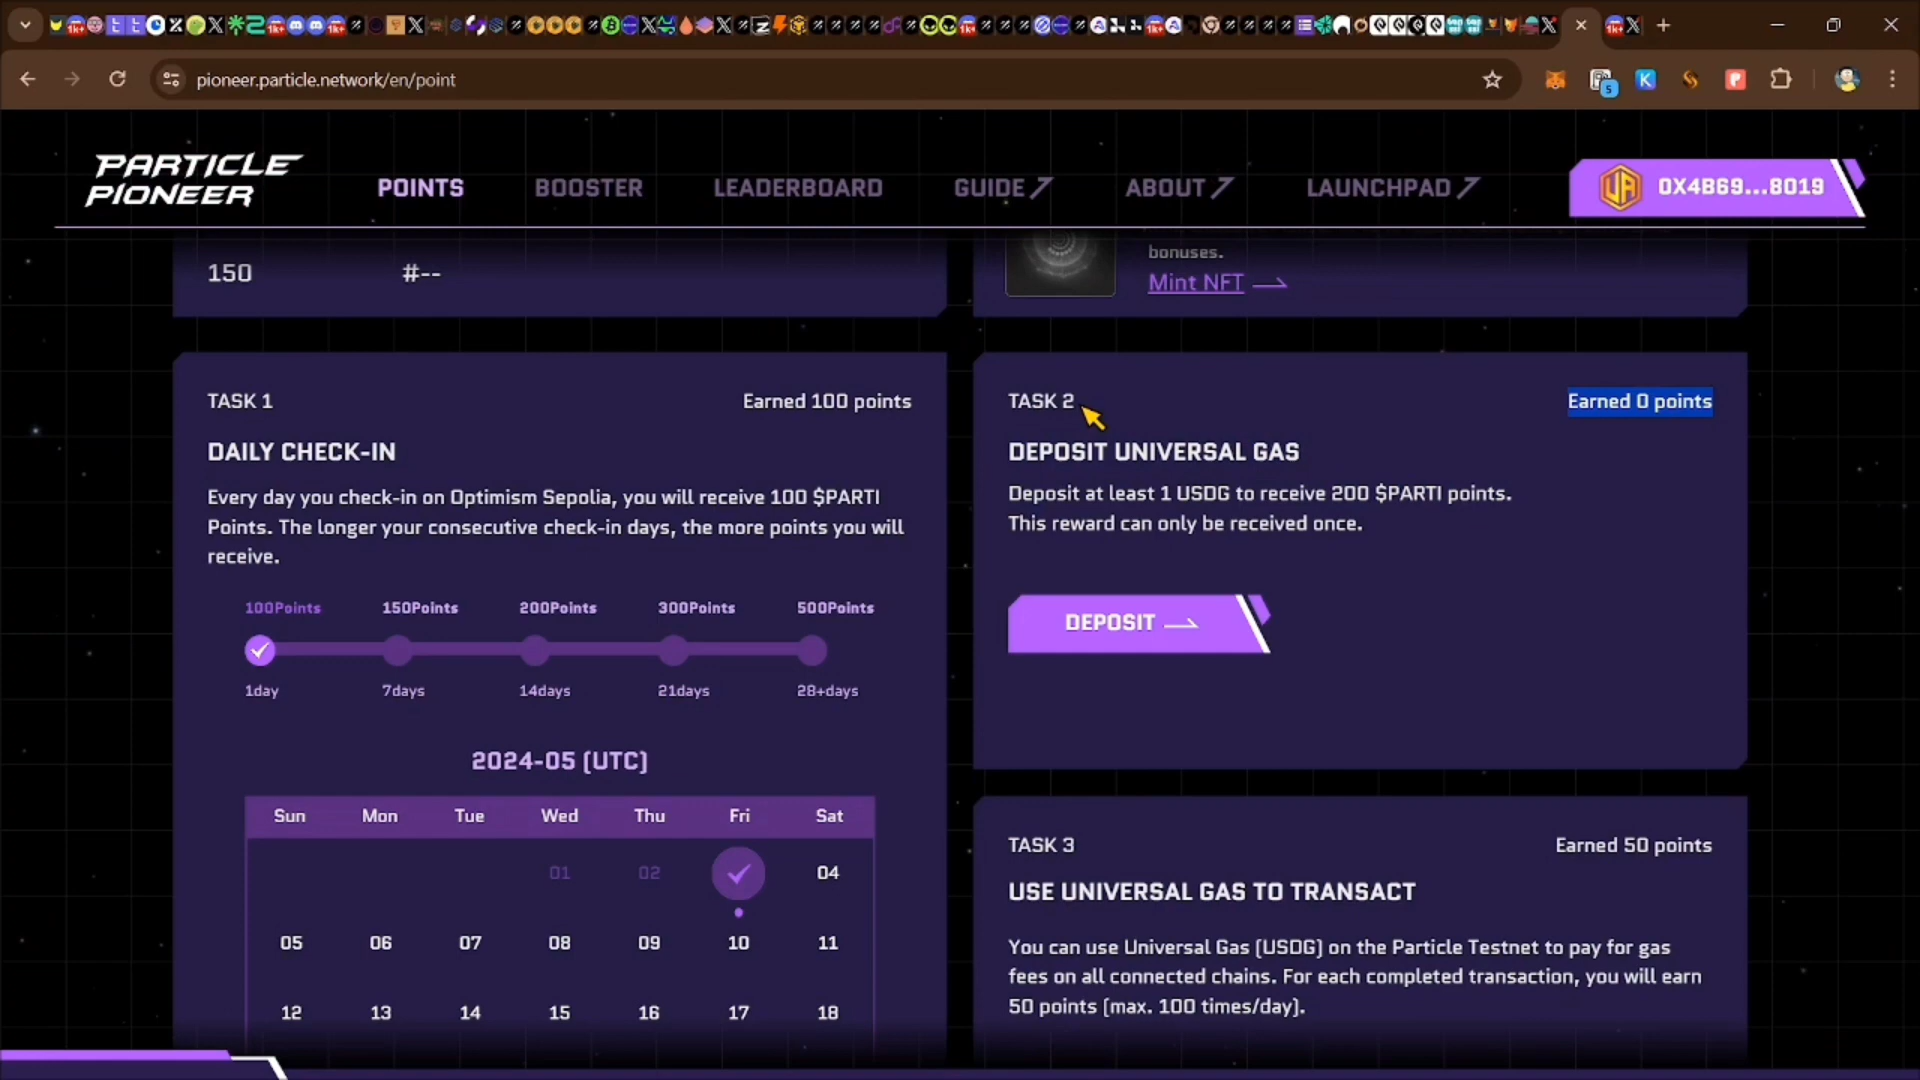 pioneer.particle.network/en/point
PARTICLE
PIONEER
POINTS
BOOSTER
LEADERBOARD
GUIDE
ABOUT
LAUNCHPAD
0X4B69...8019
150
#--
bonuses.
Mint NFT
TASK 1
Earned 100 points
DAILY CHECK-IN
Every day you check-in on Optimism Sepolia, you will receive 100 $PARTI
Points. The longer your consecutive check-in days, the more points you will
receive.
100Points
150Points
200Points
300Points
500Points
1day
7days
14days
21days
28+days
2024-05 (UTC)
Sun Mon Tue Wed Thu Fri Sat
01 02 04
05 06 07 08 09 10 11
12 13 14 15 16 17 18
TASK 2
Earned 0 points
DEPOSIT UNIVERSAL GAS
Deposit at least 1 USDG to receive 200 $PARTI points.
This reward can only be received once.
DEPOSIT
TASK 3
Earned 50 points
USE UNIVERSAL GAS TO TRANSACT
You can use Universal Gas (USDG) on the Particle Testnet to pay for gas
fees on all connected chains. For each completed transaction, you will earn
50 points (max. 100 times/day).